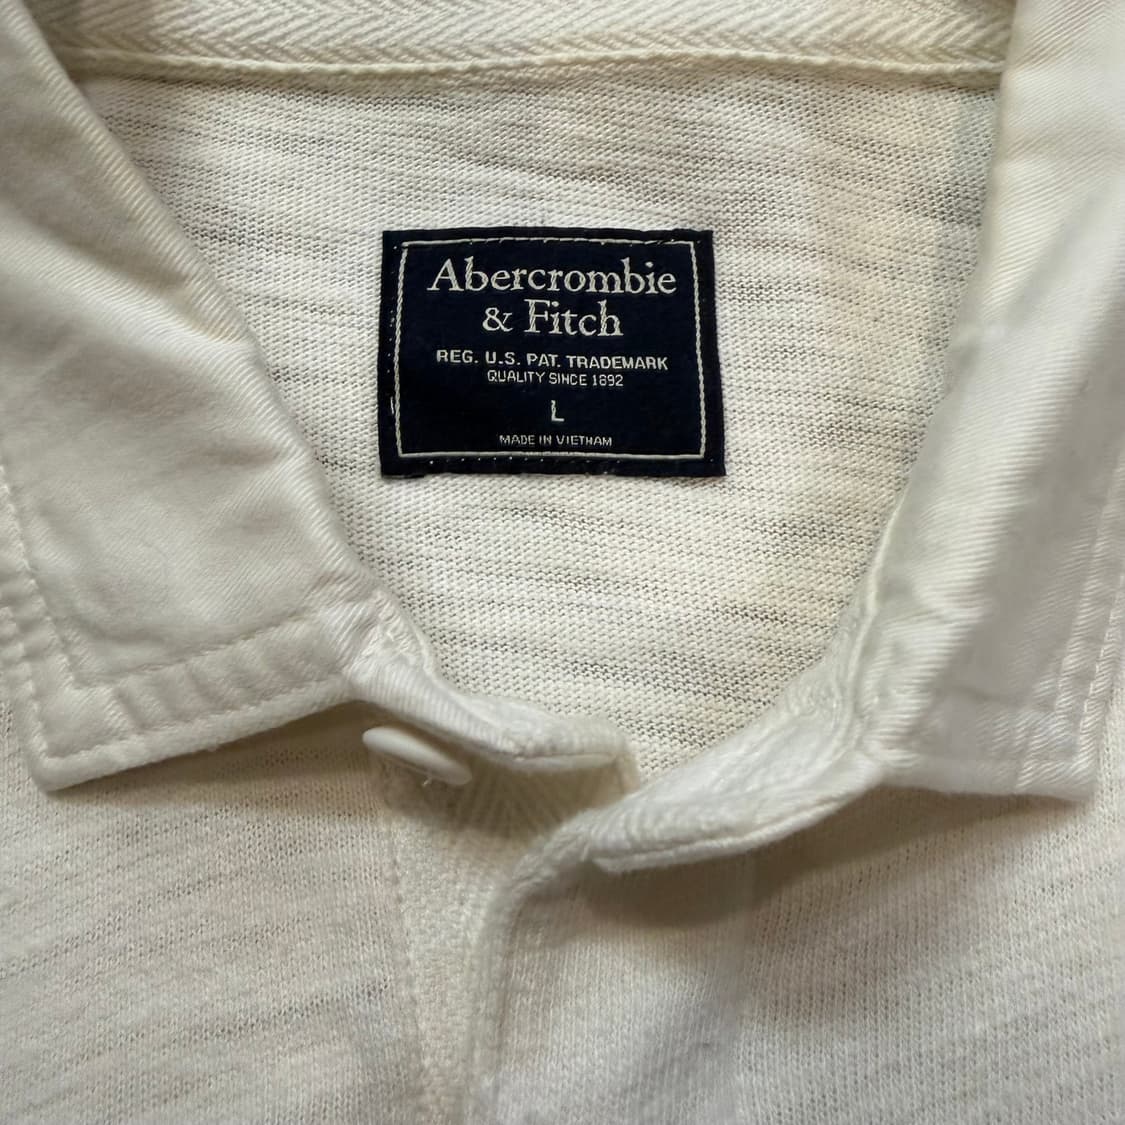 Abercrombie
& Fitch
REG. U.S. PAT. TRADEMARK
QUALITY SINCE 1892
L
MADE IN VIETNAM